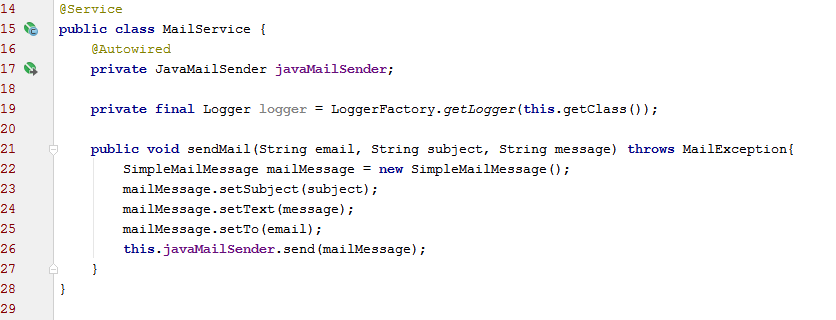 14 @Service
15 public class MailService {
16     @Autowired
17     private JavaMailSender javaMailSender;
18
19     private final Logger logger = LoggerFactory.getLogger(this.getClass());
20
21     public void sendMail(String email, String subject, String message) throws MailException{
22         SimpleMailMessage mailMessage = new SimpleMailMessage();
23         mailMessage.setSubject(subject);
24         mailMessage.setText(message);
25         mailMessage.setTo(email);
26         this.javaMailSender.send(mailMessage);
27     }
28 }
29